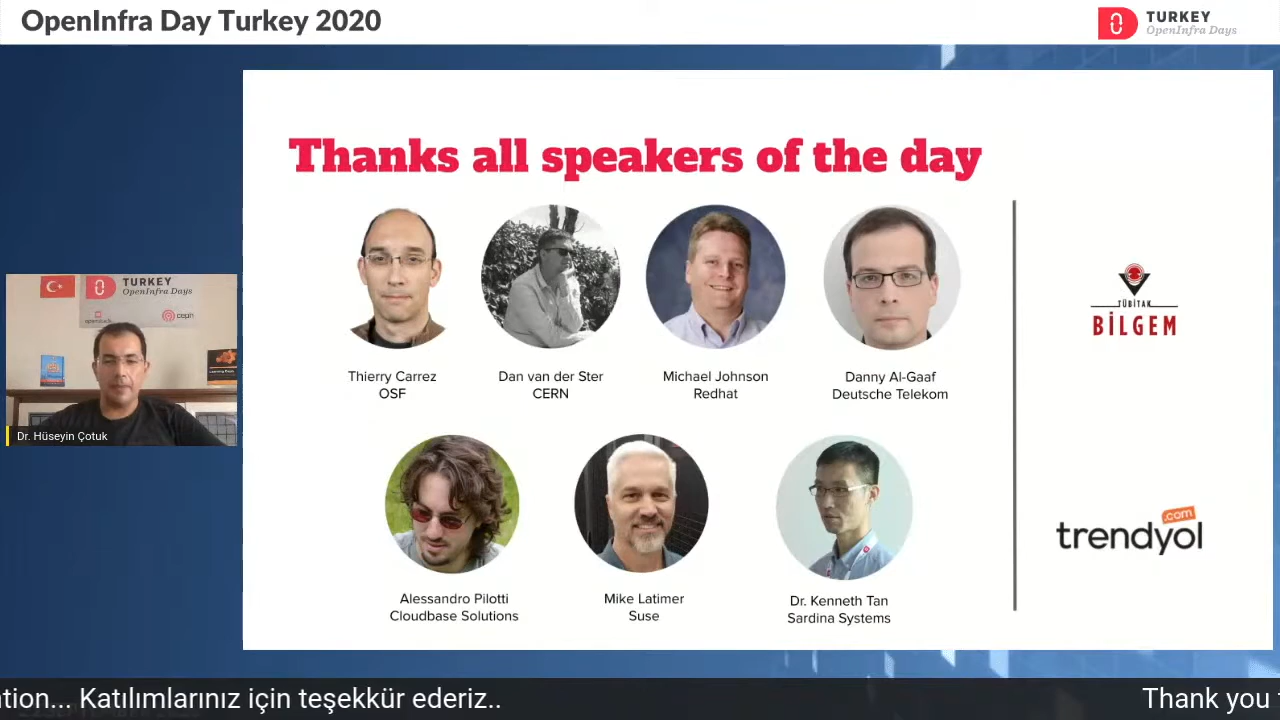 OpenInfra Day Turkey 2020
TURKEY
OpenInfra Days
Thanks all speakers of the day
Thierry Carrez
OSF
Dan van der Ster
CERN
Michael Johnson
Redhat
Danny Al-Gaaf
Deutsche Telekom
TÜBİTAK
BİLGEM
TURKEY
OpenInfra Days
openstack
ceph
Dr. Hüseyin Çotuk
Alessandro Pilotti
Cloudbase Solutions
Mike Latimer
Suse
Dr. Kenneth Tan
Sardina Systems
trendyol
.com
ation... Katılımlarınız için teşekkür ederiz..
Thank you